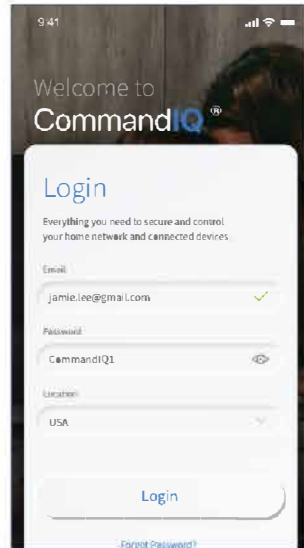 9:41
Welcome to
CommandIQ®
Login
Everything you need to secure and control
your home network and connected devices
Email
jamie.lee@gmail.com
Password
CommandIQ1
Location
USA
Login
Forgot Password?